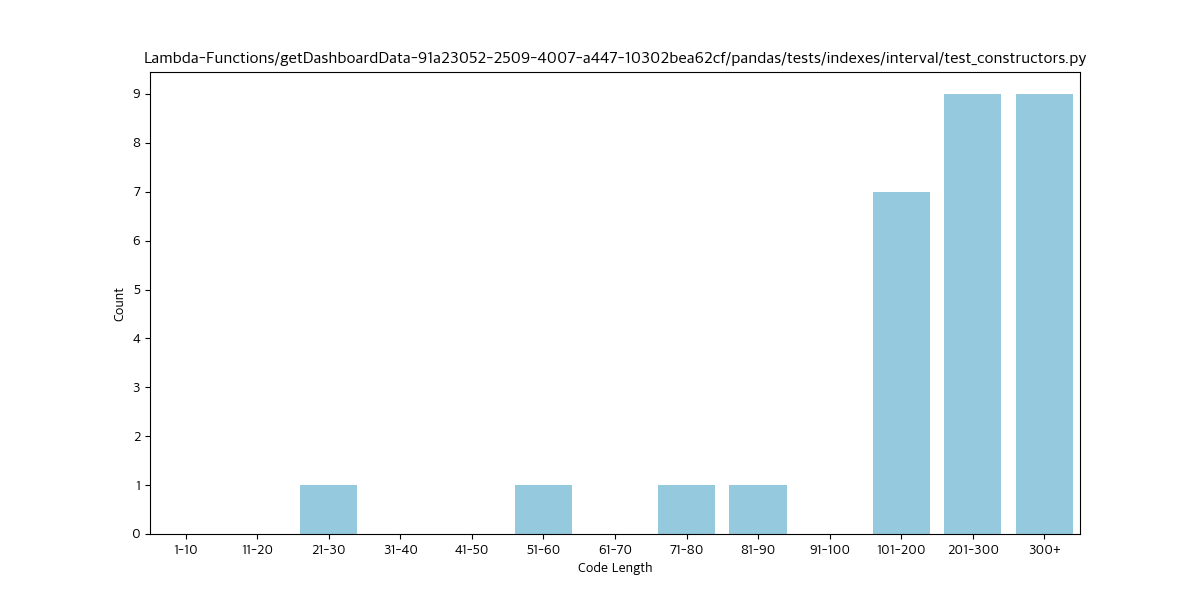 Lambda-Functions/getDashboardData-91a23052-2509-4007-a447-10302bea62cf/pandas/tests/indexes/interval/test_constructors.py
9
8
7
6
5
4
3
2
1
0
Count
1-10 11-20 21-30 31-40 41-50 51-60 61-70 71-80 81-90 91-100 101-200 201-300 300+
Code Length